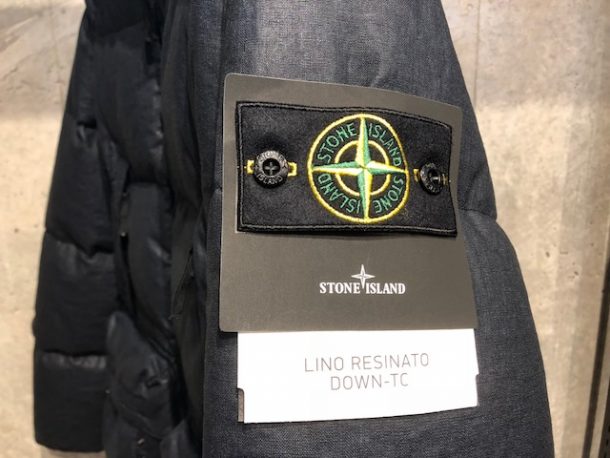 STONE ISLAND STONE ISLAND
STONE ISLAND
LINO RESINATO
DOWN-TC